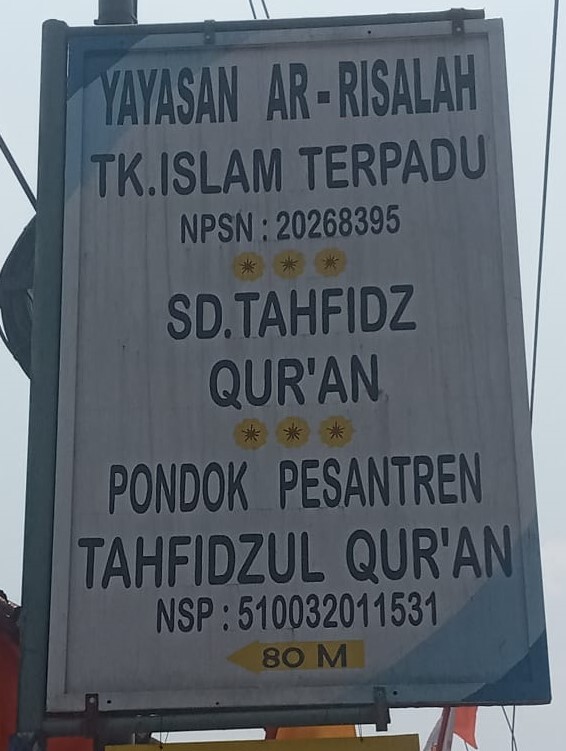 YAYASAN AR-RISALAH
TK.ISLAM TERPADU
NPSN : 20268395
SD.TAHFIDZ
QUR'AN
PONDOK PESANTREN
TAHFIDZUL QUR'AN
NSP : 510032011531
80 M